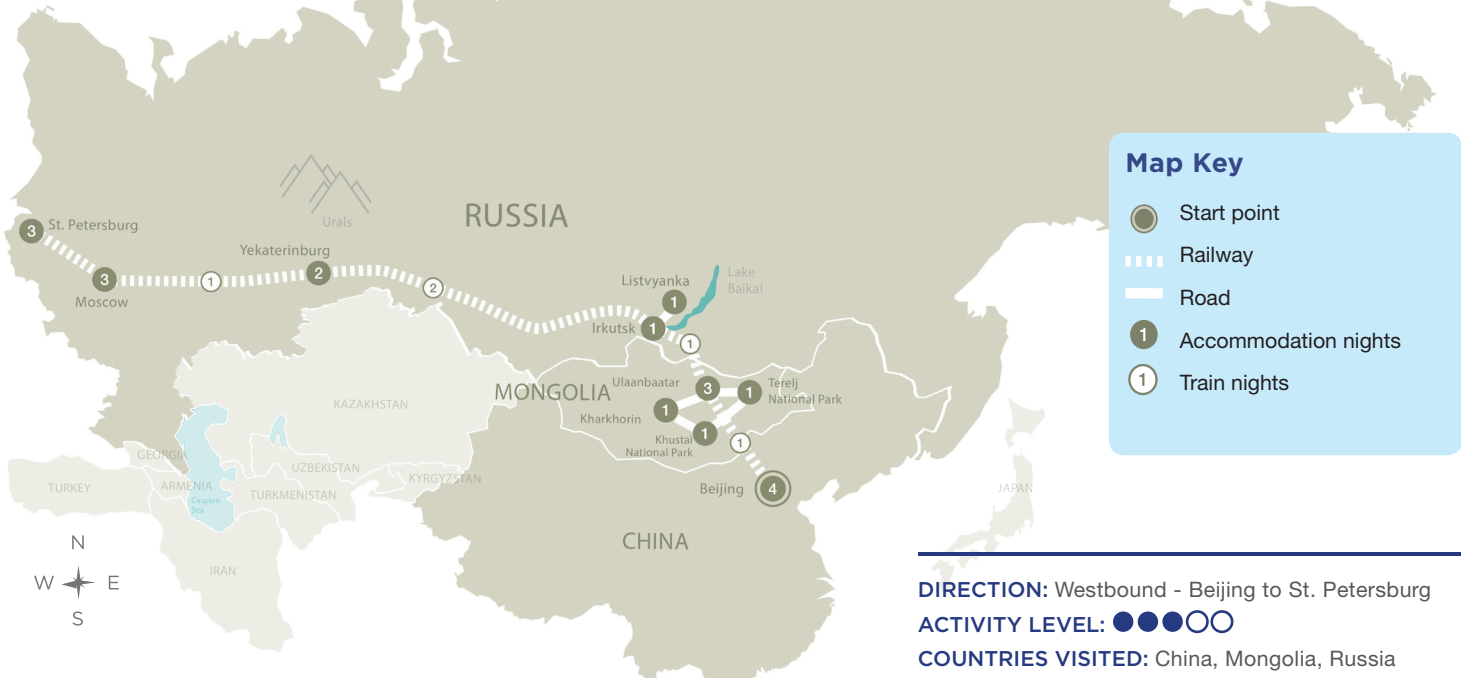 RUSSIA
Urals
3
St. Petersburg
3
Moscow
1
Yekaterinburg
2
2
Listvyanka
1
Lake
Baikal
Irkutsk
1
1
MONGOLIA
Ulaanbaatar
3
1
Terelj
National Park
Kharkhorin
1
Khustai
National Park
1
1
Beijing
4
CHINA
KAZAKHSTAN
GEORGIA
ARMENIA
TURKEY
Caspian
Sea
UZBEKISTAN
TURKMENISTAN
KYRGYZSTAN
IRAN
JAPAN
N
W E
S
Map Key
Start point
Railway
Road
1 Accommodation nights
1 Train nights
DIRECTION: Westbound - Beijing to St. Petersburg
ACTIVITY LEVEL:
COUNTRIES VISITED: China, Mongolia, Russia